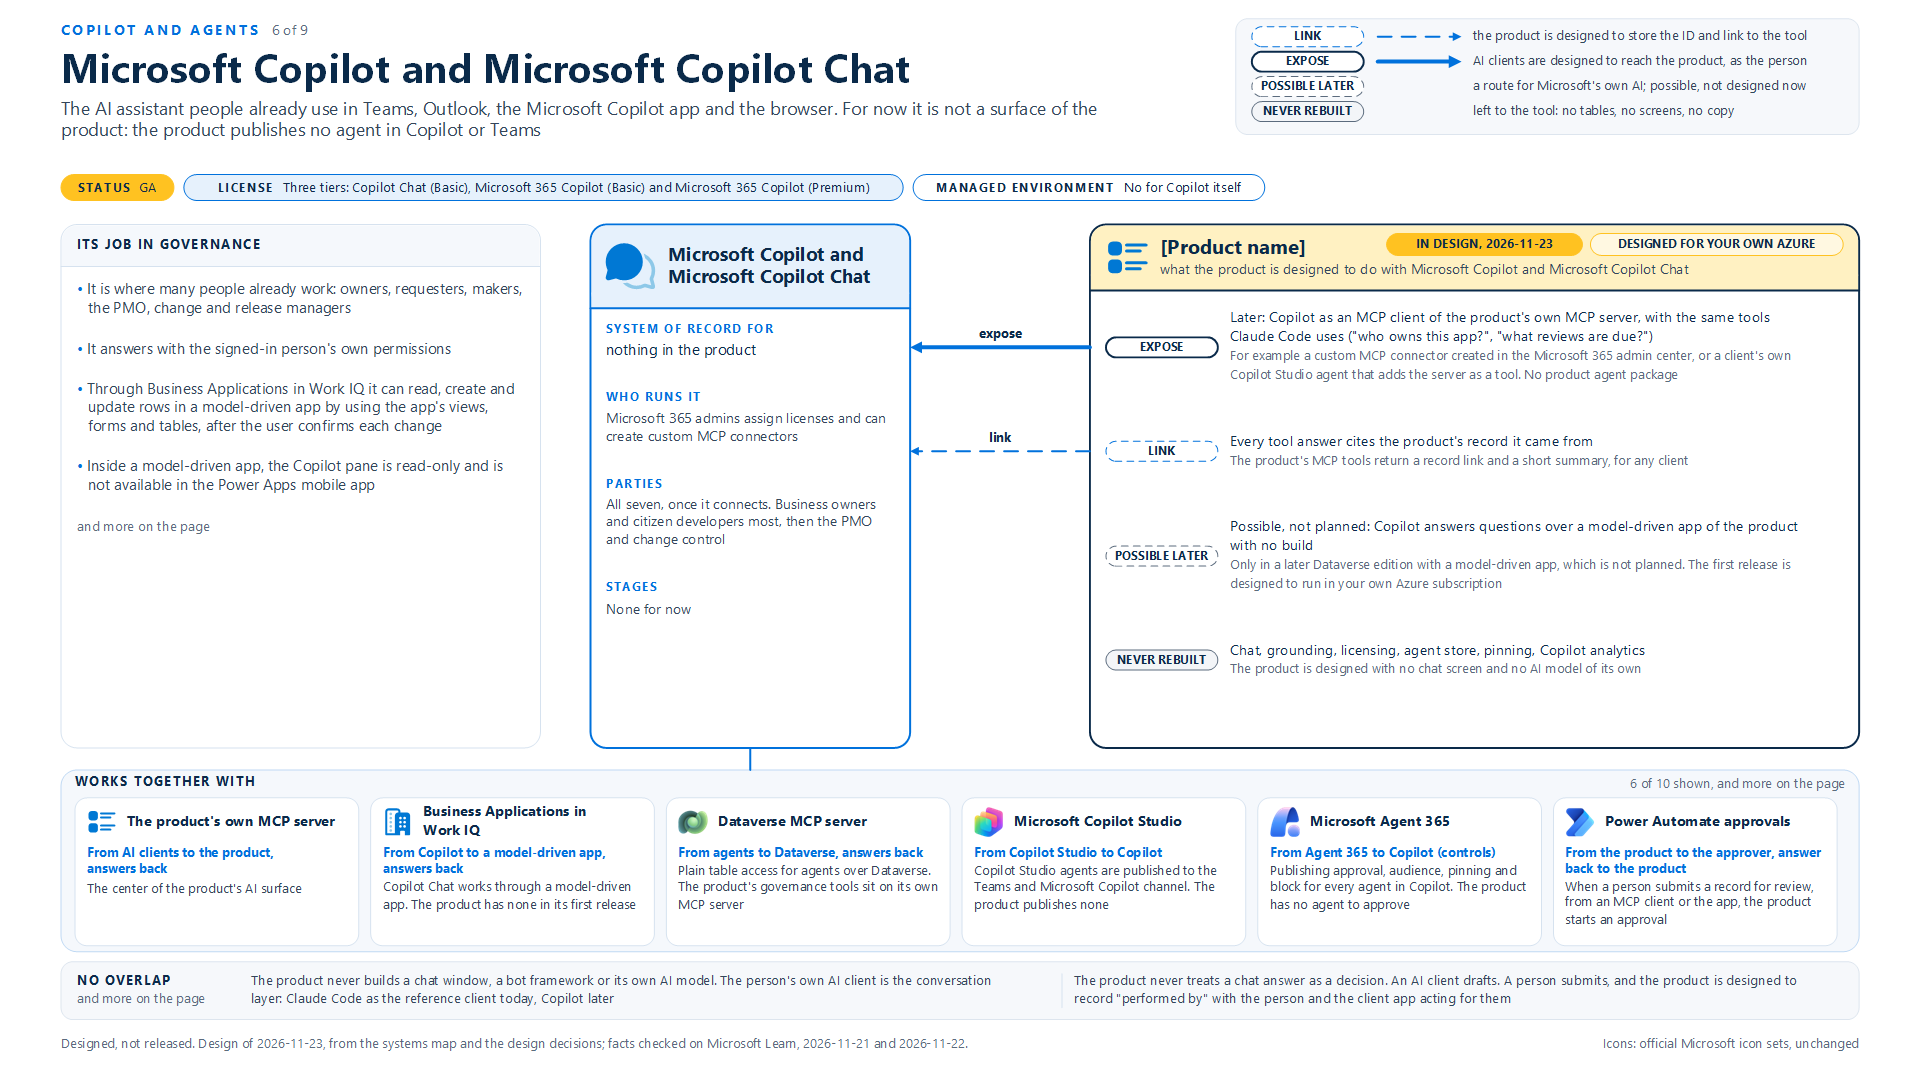 COPILOT AND AGENTS 6 of 9
Microsoft Copilot and Microsoft Copilot Chat
The AI assistant people already use in Teams, Outlook, the Microsoft Copilot app and the browser. For now it is not a surface of the
product: the product publishes no agent in Copilot or Teams
LINK the product is designed to store the ID and link to the tool
EXPOSE AI clients are designed to reach the product, as the person
POSSIBLE LATER a route for Microsoft's own AI; possible, not designed now
NEVER REBUILT left to the tool: no tables, no screens, no copy
STATUS GA
LICENSE Three tiers: Copilot Chat (Basic), Microsoft 365 Copilot (Basic) and Microsoft 365 Copilot (Premium)
MANAGED ENVIRONMENT No for Copilot itself
ITS JOB IN GOVERNANCE
• It is where many people already work: owners, requesters, makers,
the PMO, change and release managers
• It answers with the signed-in person's own permissions
• Through Business Applications in Work IQ it can read, create and
update rows in a model-driven app by using the app's views,
forms and tables, after the user confirms each change
• Inside a model-driven app, the Copilot pane is read-only and is
not available in the Power Apps mobile app
and more on the page
Microsoft Copilot and
Microsoft Copilot Chat
SYSTEM OF RECORD FOR
nothing in the product
WHO RUNS IT
Microsoft 365 admins assign licenses and can
create custom MCP connectors
PARTIES
All seven, once it connects. Business owners
and citizen developers most, then the PMO
and change control
STAGES
None for now
expose
link
[Product name]
IN DESIGN, 2026-11-23
DESIGNED FOR YOUR OWN AZURE
what the product is designed to do with Microsoft Copilot and Microsoft Copilot Chat
EXPOSE
Later: Copilot as an MCP client of the product's own MCP server, with the same tools
Claude Code uses ("who owns this app?", "what reviews are due?")
For example a custom MCP connector created in the Microsoft 365 admin center, or a client's own
Copilot Studio agent that adds the server as a tool. No product agent package
LINK
Every tool answer cites the product's record it came from
The product's MCP tools return a record link and a short summary, for any client
POSSIBLE LATER
Possible, not planned: Copilot answers questions over a model-driven app of the product
with no build
Only in a later Dataverse edition with a model-driven app, which is not planned. The first release is
designed to run in your own Azure subscription
NEVER REBUILT
Chat, grounding, licensing, agent store, pinning, Copilot analytics
The product is designed with no chat screen and no AI model of its own
WORKS TOGETHER WITH
6 of 10 shown, and more on the page
The product's own MCP server
From AI clients to the product,
answers back
The center of the product's AI surface
Business Applications in
Work IQ
From Copilot to a model-driven app,
answers back
Copilot Chat works through a model-driven
app. The product has none in its first release
Dataverse MCP server
From agents to Dataverse, answers back
Plain table access for agents over Dataverse.
The product's governance tools sit on its own
MCP server
Microsoft Copilot Studio
From Copilot Studio to Copilot
Copilot Studio agents are published to the
Teams and Microsoft Copilot channel. The
product publishes none
Microsoft Agent 365
From Agent 365 to Copilot (controls)
Publishing approval, audience, pinning and
block for every agent in Copilot. The product
has no agent to approve
Power Automate approvals
From the product to the approver, answer
back to the product
When a person submits a record for review,
from an MCP client or the app, the product
starts an approval
NO OVERLAP
and more on the page
The product never builds a chat window, a bot framework or its own AI model. The person's own AI client is the conversation
layer: Claude Code as the reference client today, Copilot later
The product never treats a chat answer as a decision. An AI client drafts. A person submits, and the product is designed to
record "performed by" with the person and the client app acting for them
Designed, not released. Design of 2026-11-23, from the systems map and the design decisions; facts checked on Microsoft Learn, 2026-11-21 and 2026-11-22.
Icons: official Microsoft icon sets, unchanged